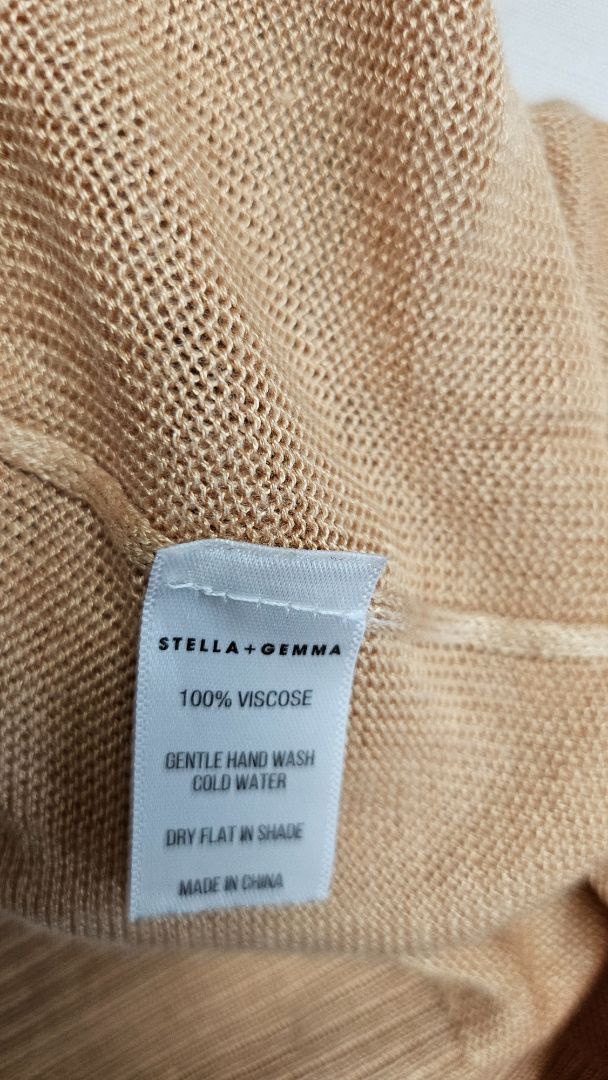 STELLA+GEMMA
100% VISCOSE
GENTLE HAND WASH
COLD WATER
DRY FLAT IN SHADE
MADE IN CHINA